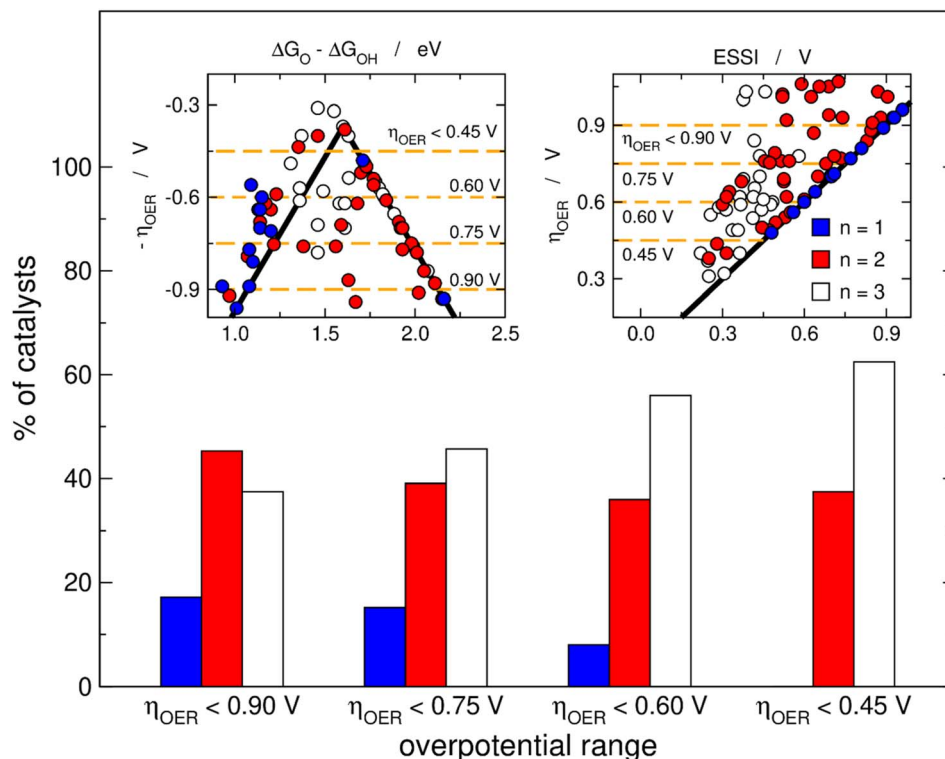 ΔG_O - ΔG_OH / eV
1.0 1.5 2.0 2.5
-0.3
-0.6
-0.9
-η_OER / V
η_OER < 0.45 V
0.60 V
0.75 V
0.90 V
ESSI / V
0.0 0.3 0.6 0.9
0.9
0.6
0.3
η_OER / V
η_OER < 0.90 V
0.75 V
0.60 V
0.45 V
n = 1
n = 2
n = 3
% of catalysts
100
80
60
40
20
0
η_OER < 0.90 V η_OER < 0.75 V η_OER < 0.60 V η_OER < 0.45 V
overpotential range